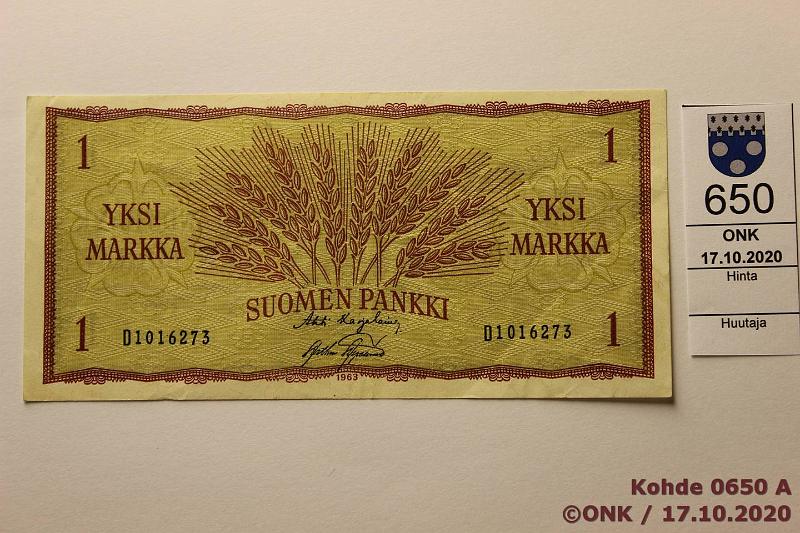 1
1
YKSI
MARKKA
YKSI
MARKKA
SUOMEN PANKKI
1
D1016273
D1016273
1
1963
650
ONK
17.10.2020
Hinta
Huutaja
Kohde 0650 A
©ONK / 17.10.2020